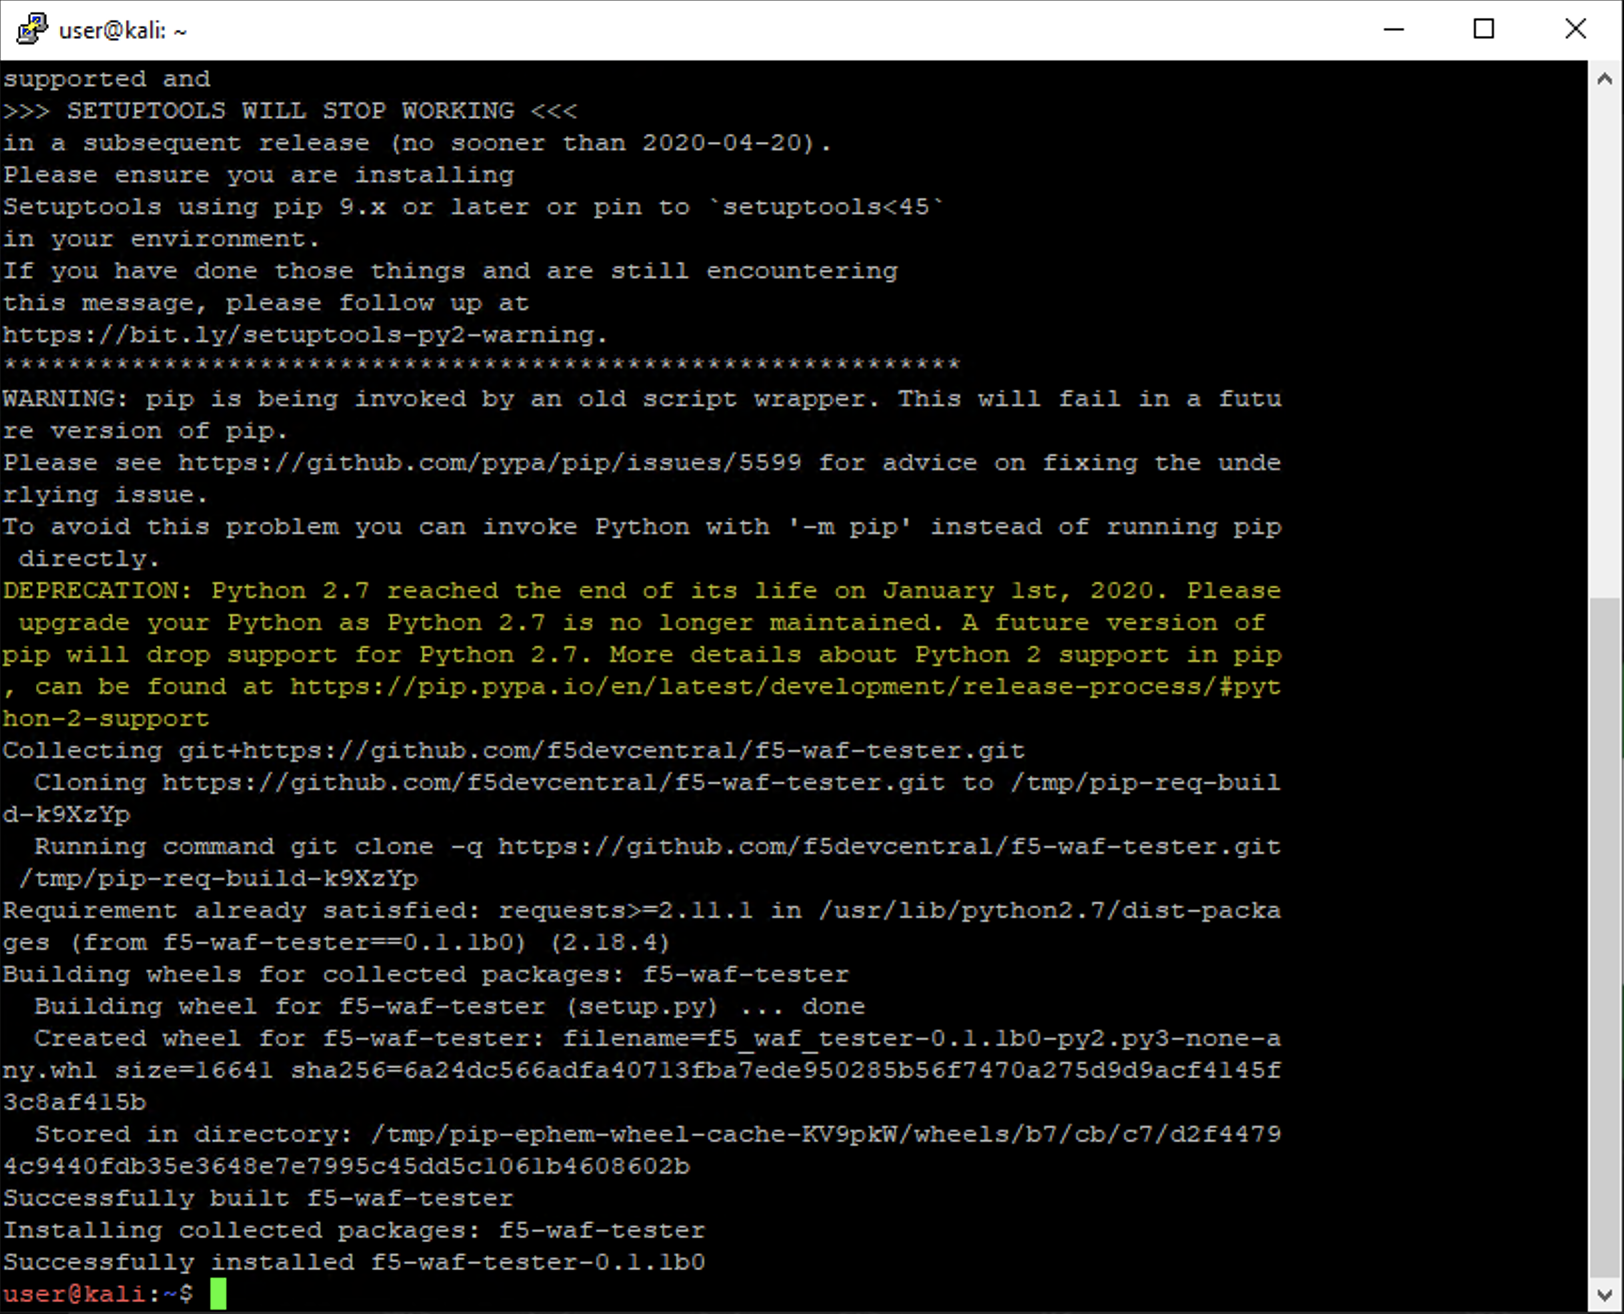 user@kali: ~
supported and
>>> SETUPTOOLS WILL STOP WORKING <<<
in a subsequent release (no sooner than 2020-04-20).
Please ensure you are installing
Setuptools using pip 9.x or later or pin to `setuptools<45`
in your environment.
If you have done those things and are still encountering
this message, please follow up at
https://bit.ly/setuptools-py2-warning.
************************************************************
WARNING: pip is being invoked by an old script wrapper. This will fail in a futu
re version of pip.
Please see https://github.com/pypa/pip/issues/5599 for advice on fixing the unde
rlying issue.
To avoid this problem you can invoke Python with '-m pip' instead of running pip
 directly.
DEPRECATION: Python 2.7 reached the end of its life on January 1st, 2020. Please
 upgrade your Python as Python 2.7 is no longer maintained. A future version of
pip will drop support for Python 2.7. More details about Python 2 support in pip
, can be found at https://pip.pypa.io/en/latest/development/release-process/#pyt
hon-2-support
Collecting git+https://github.com/f5devcentral/f5-waf-tester.git
  Cloning https://github.com/f5devcentral/f5-waf-tester.git to /tmp/pip-req-buil
d-k9XzYp
  Running command git clone -q https://github.com/f5devcentral/f5-waf-tester.git
 /tmp/pip-req-build-k9XzYp
Requirement already satisfied: requests>=2.11.1 in /usr/lib/python2.7/dist-packa
ges (from f5-waf-tester==0.1.1b0) (2.18.4)
Building wheels for collected packages: f5-waf-tester
  Building wheel for f5-waf-tester (setup.py) ... done
  Created wheel for f5-waf-tester: filename=f5_waf_tester-0.1.1b0-py2.py3-none-a
ny.whl size=16641 sha256=6a24dc566adfa40713fba7ede950285b56f7470a275d9d9acf4145f
3c8af415b
  Stored in directory: /tmp/pip-ephem-wheel-cache-KV9pkW/wheels/b7/cb/c7/d2f4479
4c9440fdb35e3648e7e7995c45dd5c1061b4608602b
Successfully built f5-waf-tester
Installing collected packages: f5-waf-tester
Successfully installed f5-waf-tester-0.1.1b0
user@kali:~$